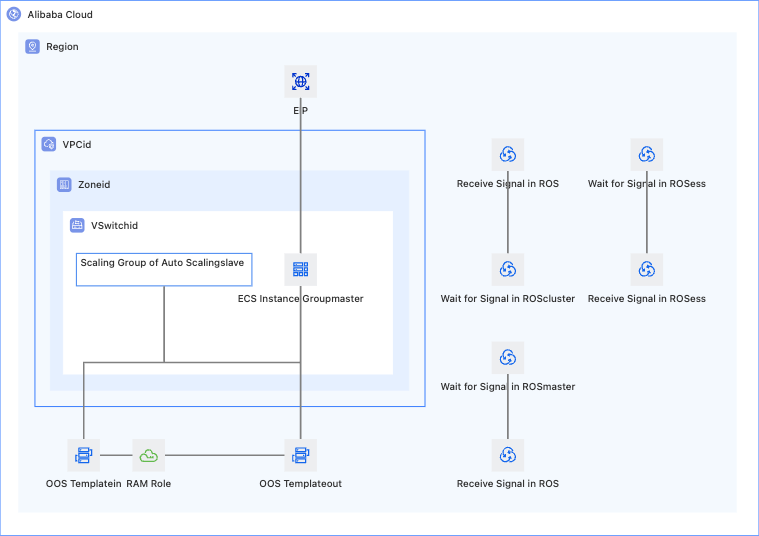 Alibaba Cloud
Region
EIP
VPCid
Zoneid
VSwitchid
Scaling Group of Auto Scalingslave
ECS Instance Groupmaster
Receive Signal in ROS
Wait for Signal in ROSess
Wait for Signal in ROScluster
Receive Signal in ROSess
Wait for Signal in ROSmaster
OOS Templatein
RAM Role
OOS Templateout
Receive Signal in ROS